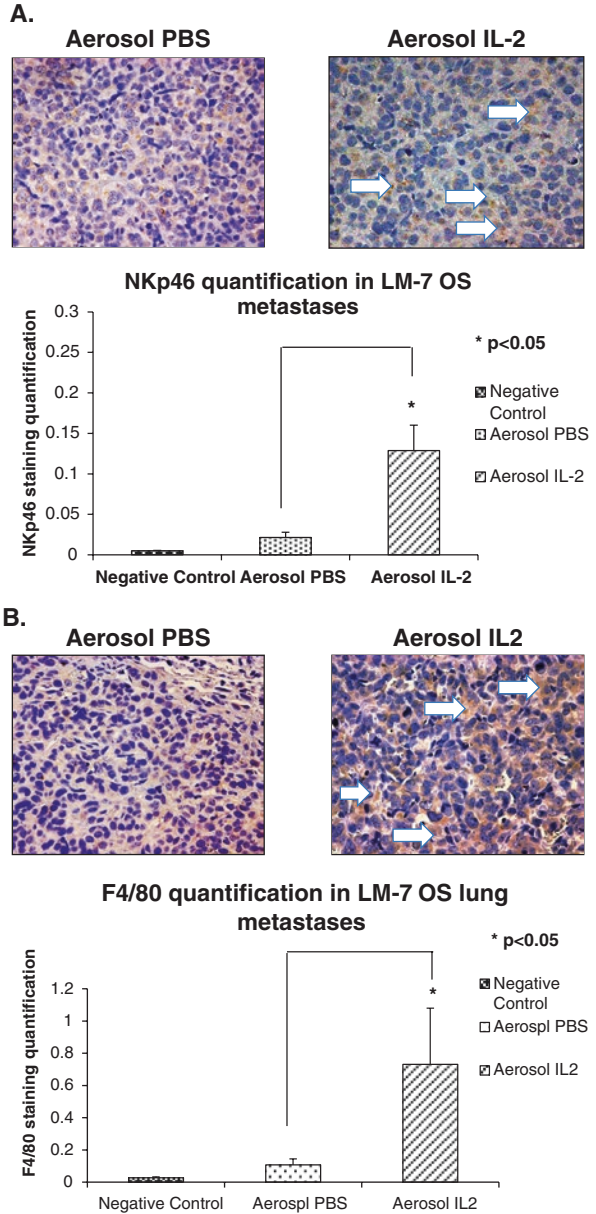 A.
Aerosol PBS
Aerosol IL-2
NKp46 quantification in LM-7 OS
metastases
NKp46 staining quantification
0.3
0.25
0.2
0.15
0.1
0.05
0
* p<0.05
*
Negative
Control
Aerosol PBS
Aerosol IL-2
Negative Control Aerosol PBS Aerosol IL-2
B.
Aerosol PBS
Aerosol IL2
F4/80 quantification in LM-7 OS lung
metastases
F4/80 staining quantification
1.2
1
0.8
0.6
0.4
0.2
0
* p<0.05
*
Negative
Control
Aerospl PBS
Aerosol IL2
Negative Control Aerospl PBS Aerosol IL2